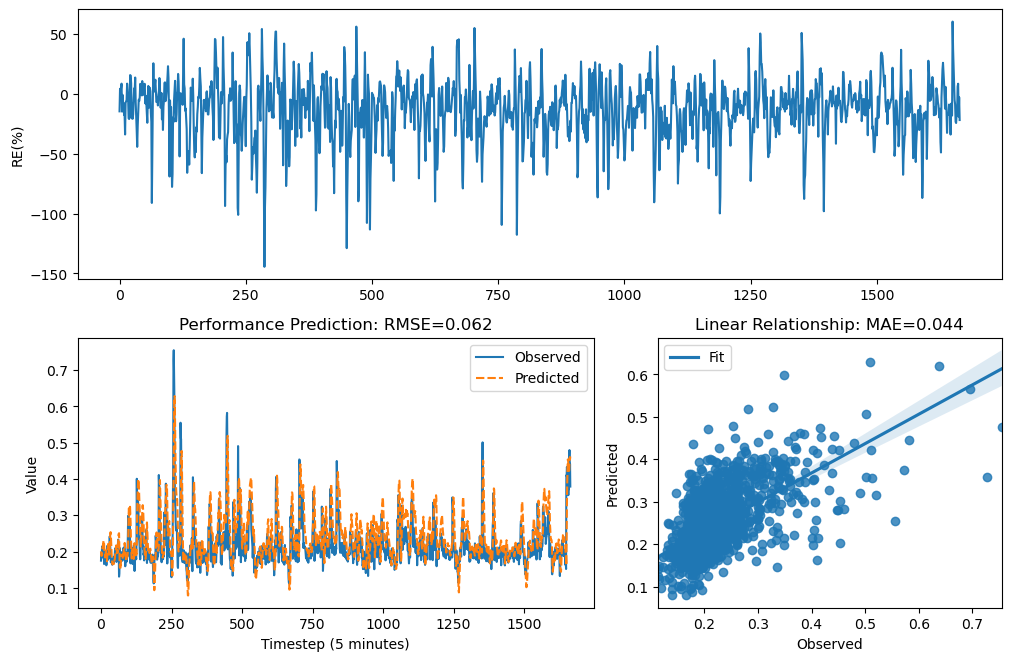 50
0
−50
−100
−150
RE(%)
0 250 500 750 1000 1250 1500
Performance Prediction: RMSE=0.062
Observed
Predicted
0.7
0.6
0.5
0.4
0.3
0.2
0.1
Value
0 250 500 750 1000 1250 1500
Timestep (5 minutes)
Linear Relationship: MAE=0.044
Fit
0.6
0.5
0.4
0.3
0.2
0.1
Predicted
0.2 0.3 0.4 0.5 0.6 0.7
Observed